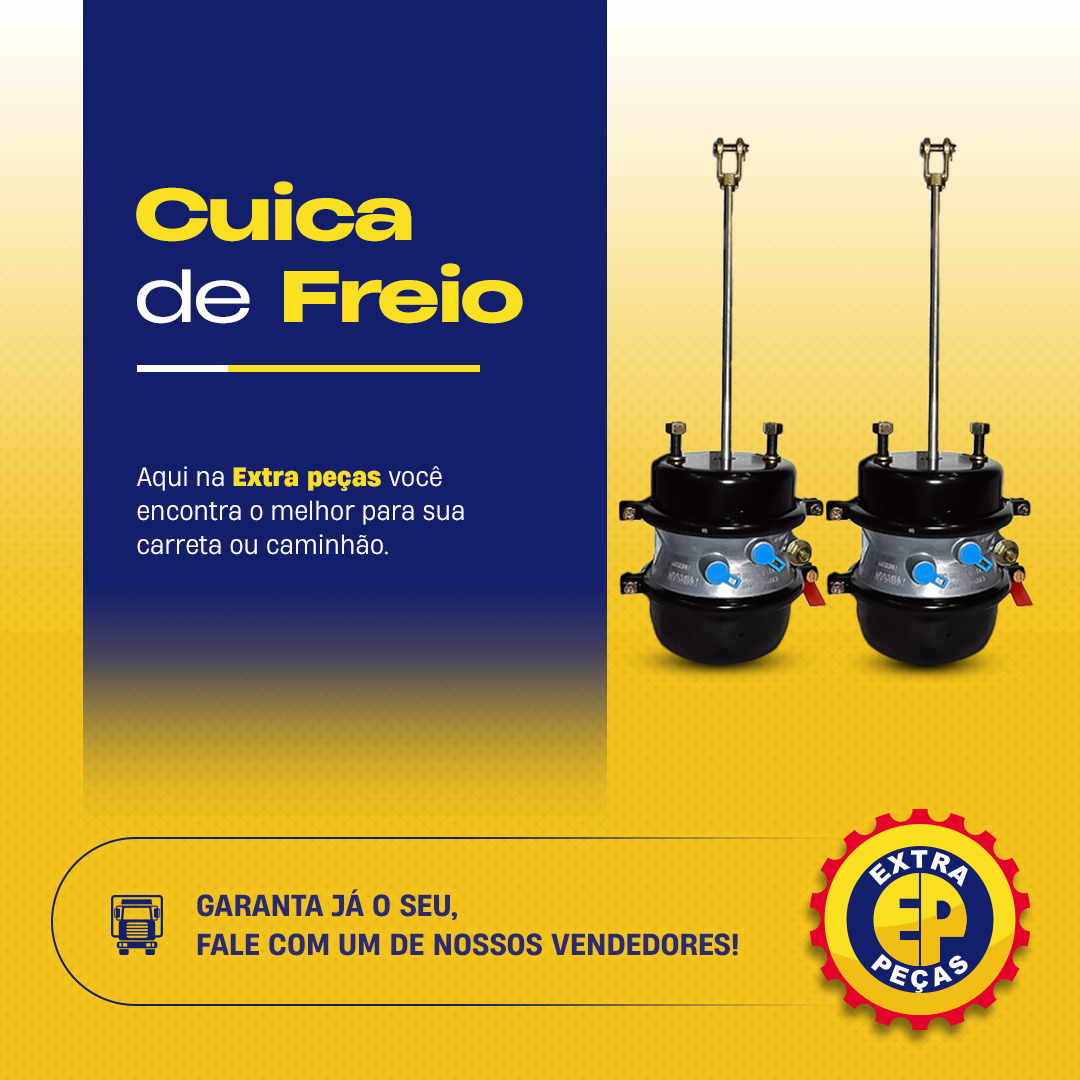 Cuica
de Freio
Aqui na Extra peças você
encontra o melhor para sua
carreta ou caminhão.
GARANTA JÁ O SEU,
FALE COM UM DE NOSSOS VENDEDORES!
EXTRA
EP
PEÇAS